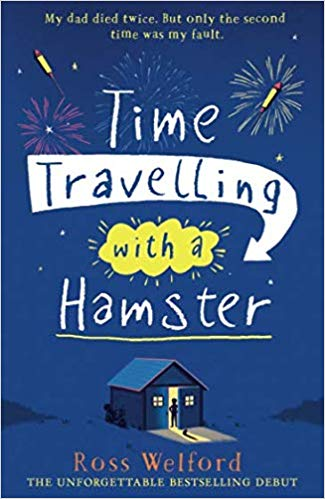 My dad died twice. But only the second
time was my fault.
Time
Travelling
with a
Hamster
Ross Welford
THE UNFORGETTABLE BESTSELLING DEBUT